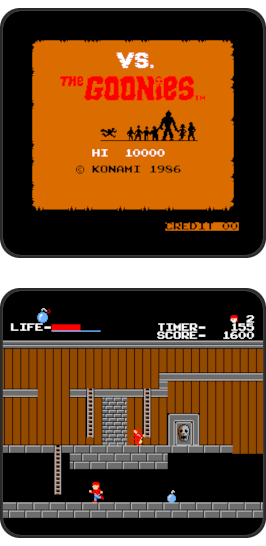 VS.
THE GOONIES TM
HI 10000
© KONAMI 1986
CREDIT 00
2
LIFE- TIMER- 155
SCORE- 1600